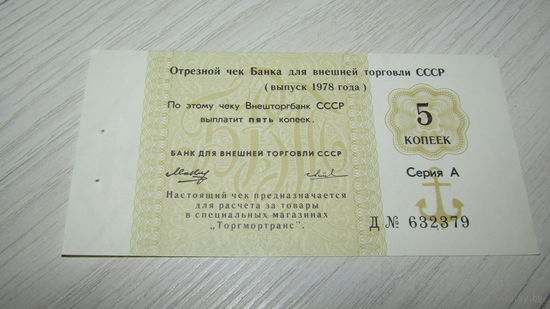 Отрезной чек Банка для внешней торговли СССР
(выпуск 1978 года)
По этому чеку Внешторгбанк СССР
выплатит пять копеек.
БАНК ДЛЯ ВНЕШНЕЙ ТОРГОВЛИ СССР
Настоящий чек предназначается
для расчета за товары
в специальных магазинах
„Торгмортранс".
5
КОПЕЕК
Серия А
Д № 632379